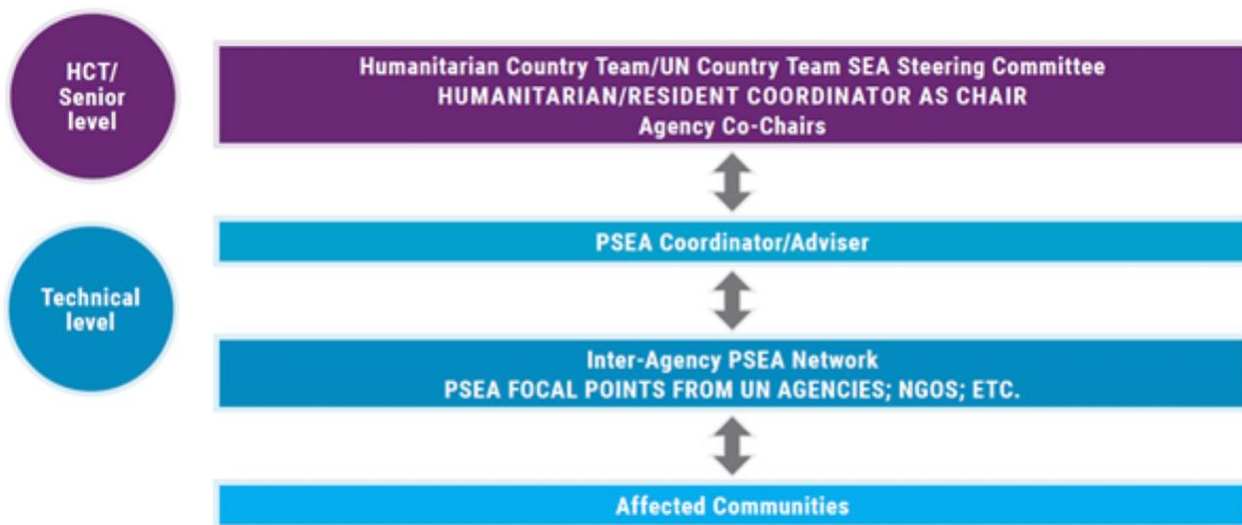 HCT/
Senior
level
Humanitarian Country Team/UN Country Team SEA Steering Committee
HUMANITARIAN/RESIDENT COORDINATOR AS CHAIR
Agency Co-Chairs
PSEA Coordinator/Adviser
Technical
level
Inter-Agency PSEA Network
PSEA FOCAL POINTS FROM UN AGENCIES; NGOS; ETC.
Affected Communities